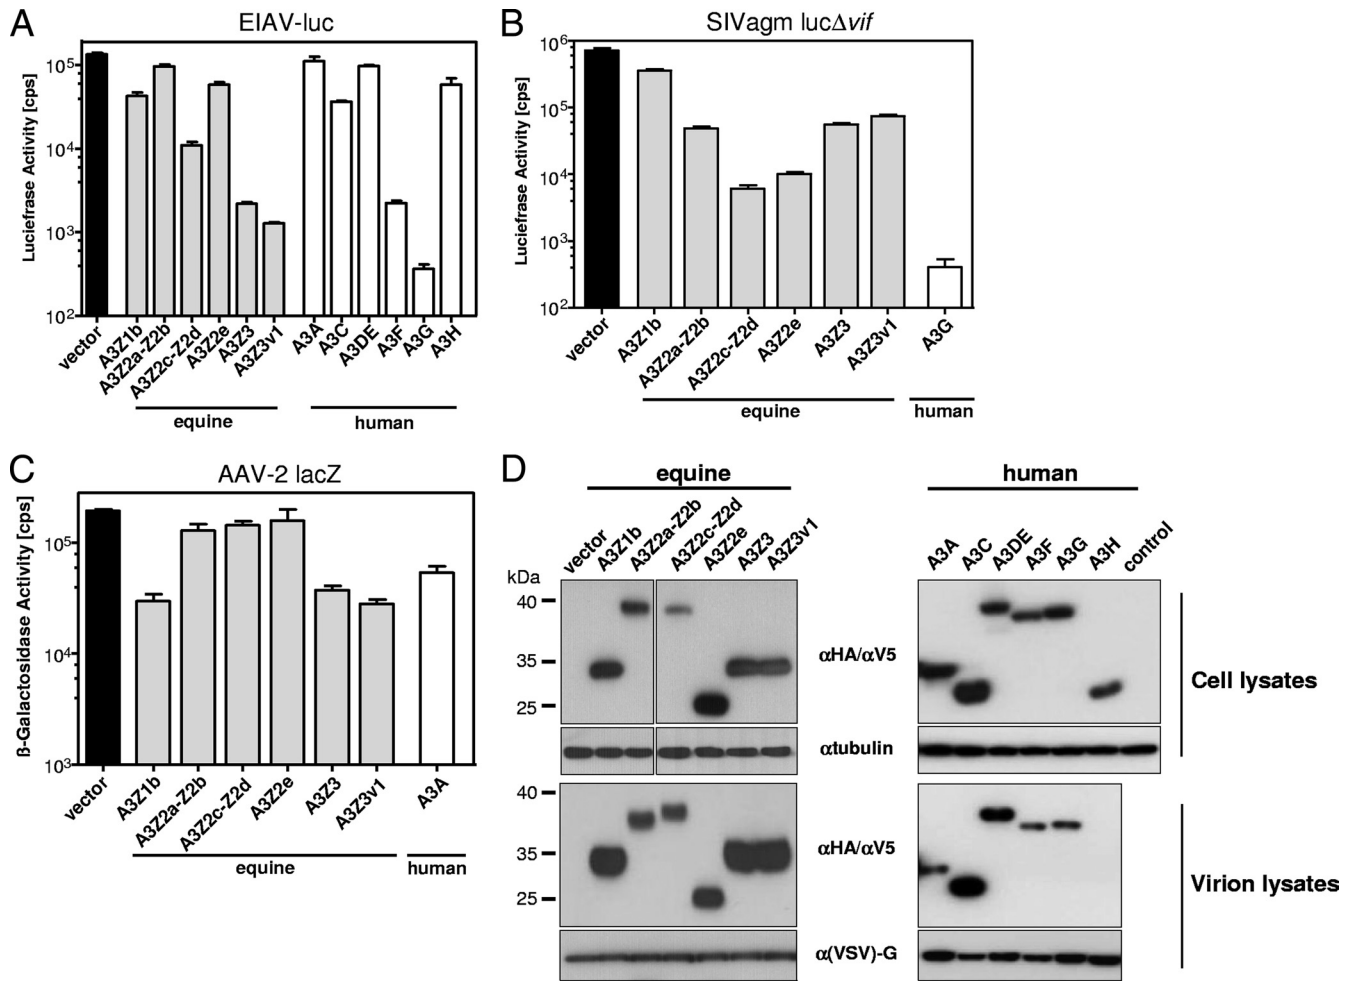 A
EIAV-luc
Luciefrase Activity [cps]
10⁵
10⁴
10³
10²
vector
A3Z1b
A3Z2a-Z2b
A3Z2c-Z2d
A3Z2e
A3Z3
A3Z3v1
A3A
A3C
A3DE
A3F
A3G
A3H
equine
human
B
SIVagm lucΔvif
Luciefrase Activity [cps]
10⁶
10⁵
10⁴
10³
10²
vector
A3Z1b
A3Z2a-Z2b
A3Z2c-Z2d
A3Z2e
A3Z3
A3Z3v1
A3G
equine
human
C
AAV-2 lacZ
ß-Galactosidase Activity [cps]
10⁵
10⁴
10³
vector
A3Z1b
A3Z2a-Z2b
A3Z2c-Z2d
A3Z2e
A3Z3
A3Z3v1
A3A
equine
human
D
equine
human
vector
A3Z1b
A3Z2a-Z2b
A3Z2c-Z2d
A3Z2e
A3Z3
A3Z3v1
A3A
A3C
A3DE
A3F
A3G
A3H
control
kDa
40
35
25
αHA/αV5
αtubulin
Cell lysates
40
35
25
αHA/αV5
α(VSV)-G
Virion lysates